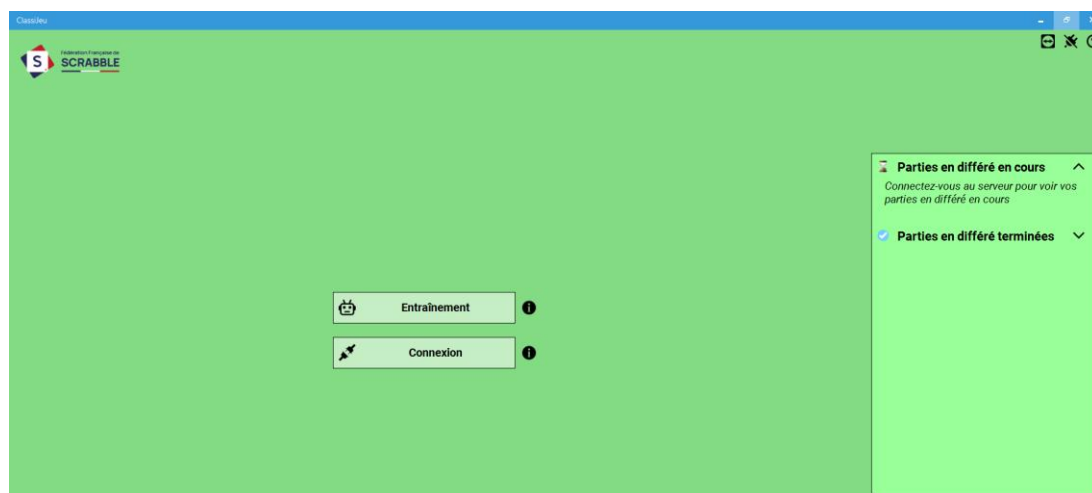 ClassiJeu
Fédération Française de
SCRABBLE
S
Parties en différé en cours
Connectez-vous au serveur pour voir vos
parties en différé en cours
Parties en différé terminées
Entraînement
Connexion